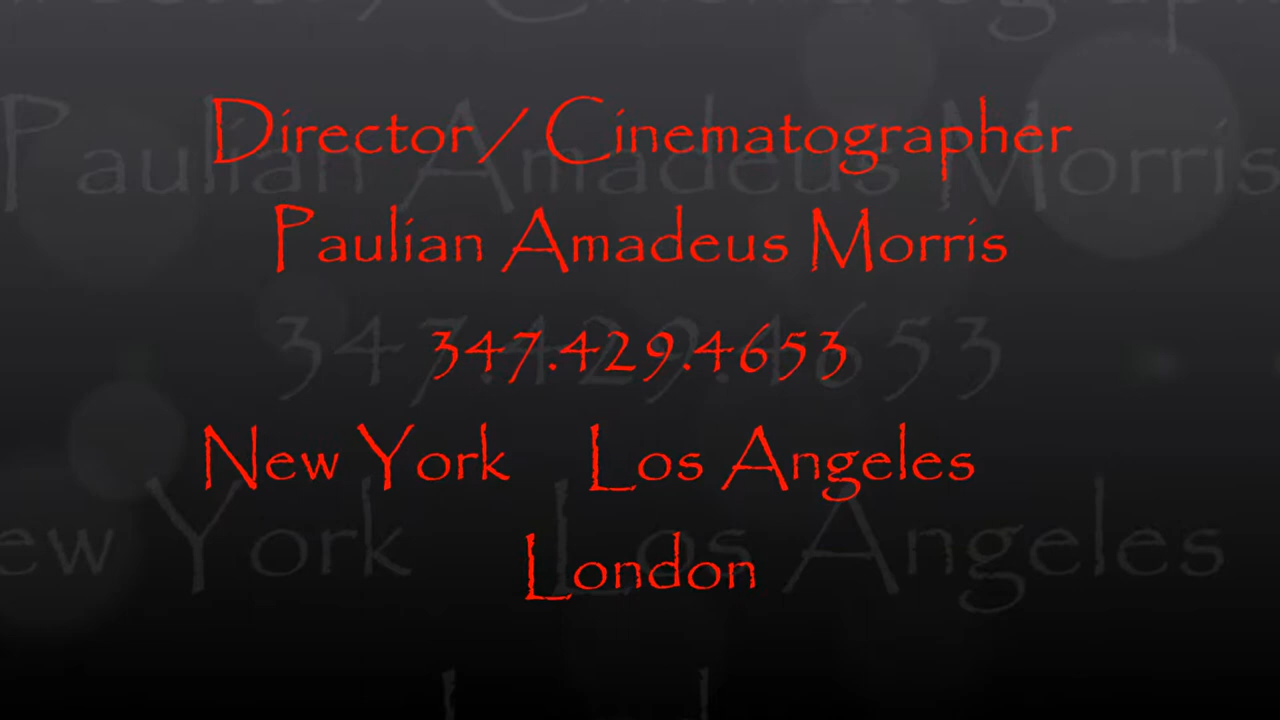 Director/Cinematographer
Paulian Amadeus Morris
347.429.4653
New York Los Angeles
London